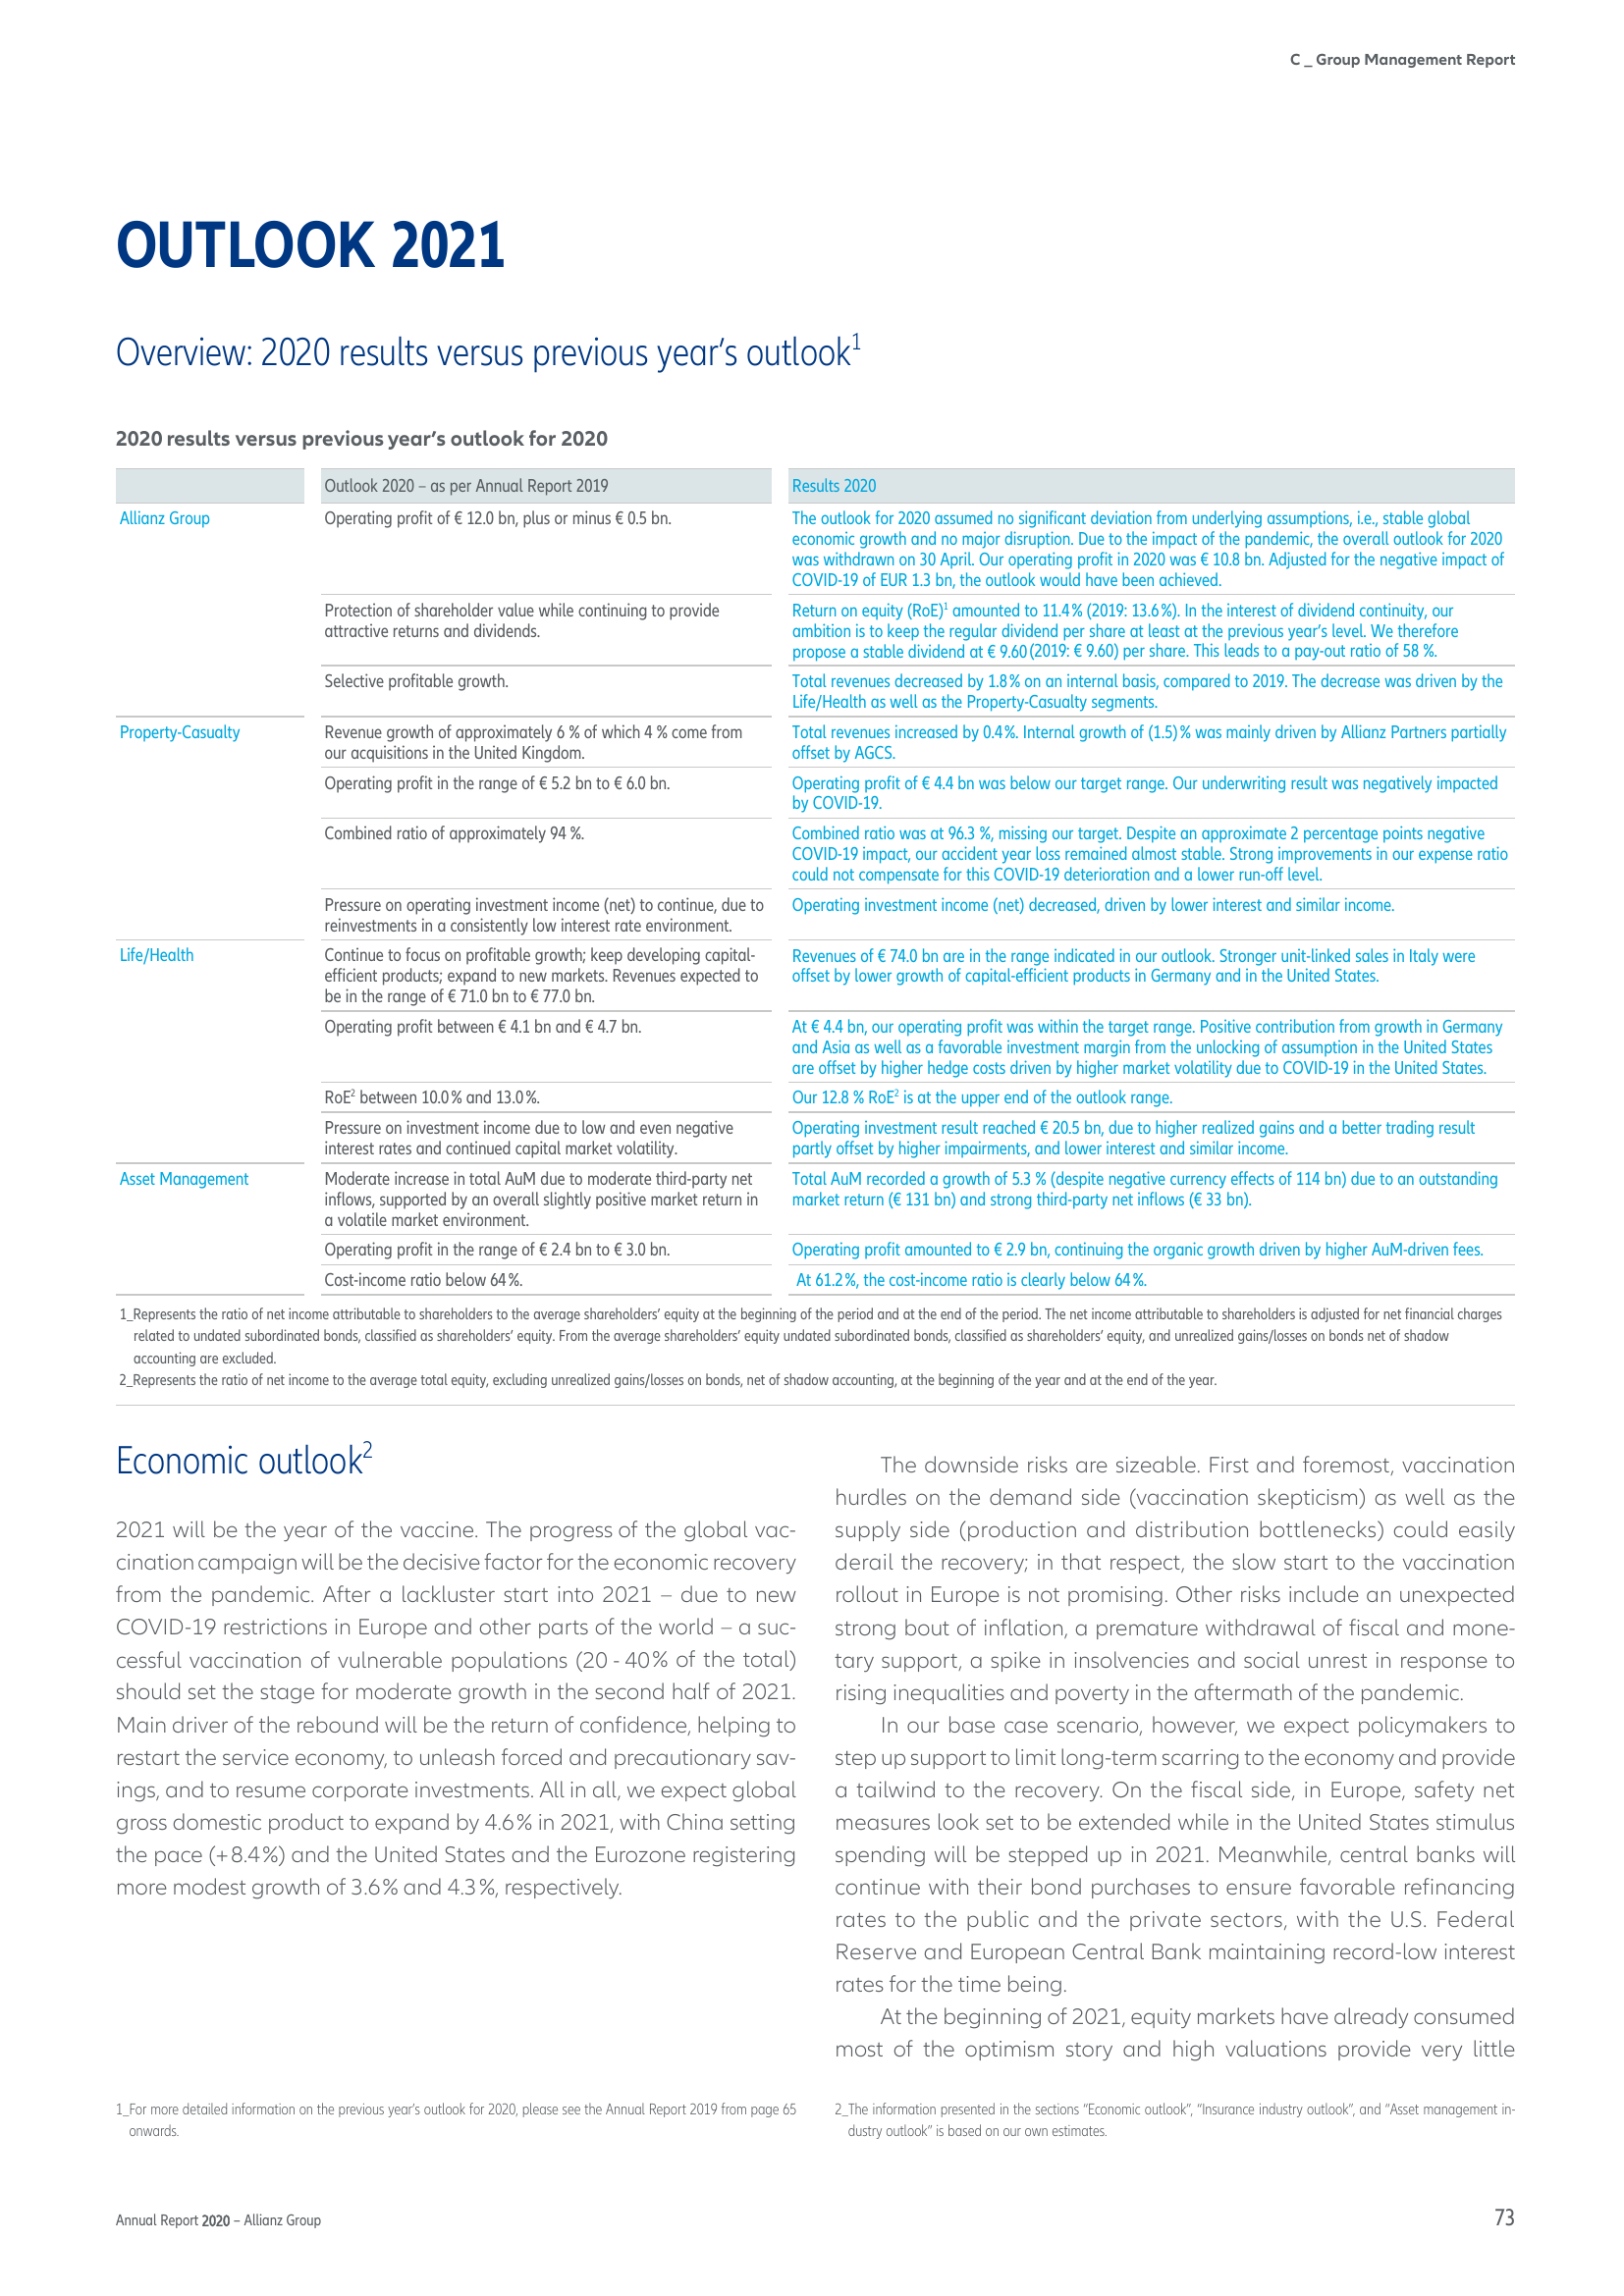 C _ Group Management Report
OUTLOOK 2021
Overview: 2020 results versus previous year’s outlook1
2020 results versus previous year’s outlook for 2020
Outlook 2020 – as per Annual Report 2019
Results 2020
Allianz Group
Operating profit of € 12.0 bn, plus or minus € 0.5 bn.
The outlook for 2020 assumed no significant deviation from underlying assumptions, i.e., stable global
economic growth and no major disruption. Due to the impact of the pandemic, the overall outlook for 2020
was withdrawn on 30 April. Our operating profit in 2020 was € 10.8 bn. Adjusted for the negative impact of
COVID-19 of EUR 1.3 bn, the outlook would have been achieved.
Protection of shareholder value while continuing to provide
attractive returns and dividends.
Return on equity (RoE)1 amounted to 11.4 % (2019: 13.6 %). In the interest of dividend continuity, our
ambition is to keep the regular dividend per share at least at the previous year’s level. We therefore
propose a stable dividend at € 9.60 (2019: € 9.60) per share. This leads to a pay-out ratio of 58 %.
Selective profitable growth.
Total revenues decreased by 1.8 % on an internal basis, compared to 2019. The decrease was driven by the
Life/Health as well as the Property-Casualty segments.
Property-Casualty
Revenue growth of approximately 6 % of which 4 % come from
our acquisitions in the United Kingdom.
Total revenues increased by 0.4 %. Internal growth of (1.5) % was mainly driven by Allianz Partners partially
offset by AGCS.
Operating profit in the range of € 5.2 bn to € 6.0 bn.
Operating profit of € 4.4 bn was below our target range. Our underwriting result was negatively impacted
by COVID-19.
Combined ratio of approximately 94 %.
Combined ratio was at 96.3 %, missing our target. Despite an approximate 2 percentage points negative
COVID-19 impact, our accident year loss remained almost stable. Strong improvements in our expense ratio
could not compensate for this COVID-19 deterioration and a lower run-off level.
Pressure on operating investment income (net) to continue, due to
reinvestments in a consistently low interest rate environment.
Operating investment income (net) decreased, driven by lower interest and similar income.
Life/Health
Continue to focus on profitable growth; keep developing capital-
efficient products; expand to new markets. Revenues expected to
be in the range of € 71.0 bn to € 77.0 bn.
Revenues of € 74.0 bn are in the range indicated in our outlook. Stronger unit-linked sales in Italy were
offset by lower growth of capital-efficient products in Germany and in the United States.
Operating profit between € 4.1 bn and € 4.7 bn.
At € 4.4 bn, our operating profit was within the target range. Positive contribution from growth in Germany
and Asia as well as a favorable investment margin from the unlocking of assumption in the United States
are offset by higher hedge costs driven by higher market volatility due to COVID-19 in the United States.
RoE2 between 10.0 % and 13.0 %.
Our 12.8 % RoE2 is at the upper end of the outlook range.
Pressure on investment income due to low and even negative
interest rates and continued capital market volatility.
Operating investment result reached € 20.5 bn, due to higher realized gains and a better trading result
partly offset by higher impairments, and lower interest and similar income.
Asset Management
Moderate increase in total AuM due to moderate third-party net
inflows, supported by an overall slightly positive market return in
a volatile market environment.
Total AuM recorded a growth of 5.3 % (despite negative currency effects of 114 bn) due to an outstanding
market return (€ 131 bn) and strong third-party net inflows (€ 33 bn).
Operating profit in the range of € 2.4 bn to € 3.0 bn.
Operating profit amounted to € 2.9 bn, continuing the organic growth driven by higher AuM-driven fees.
Cost-income ratio below 64 %.
At 61.2 %, the cost-income ratio is clearly below 64 %.
1_Represents the ratio of net income attributable to shareholders to the average shareholders’ equity at the beginning of the period and at the end of the period. The net income attributable to shareholders is adjusted for net financial charges
related to undated subordinated bonds, classified as shareholders’ equity. From the average shareholders’ equity undated subordinated bonds, classified as shareholders’ equity, and unrealized gains/losses on bonds net of shadow
accounting are excluded.
2_Represents the ratio of net income to the average total equity, excluding unrealized gains/losses on bonds, net of shadow accounting, at the beginning of the year and at the end of the year.
Economic outlook2
2021 will be the year of the vaccine. The progress of the global vac-
cination campaign will be the decisive factor for the economic recovery
from the pandemic. After a lackluster start into 2021 – due to new
COVID-19 restrictions in Europe and other parts of the world – a suc-
cessful vaccination of vulnerable populations (20 - 40 % of the total)
should set the stage for moderate growth in the second half of 2021.
Main driver of the rebound will be the return of confidence, helping to
restart the service economy, to unleash forced and precautionary sav-
ings, and to resume corporate investments. All in all, we expect global
gross domestic product to expand by 4.6 % in 2021, with China setting
the pace (+ 8.4 %) and the United States and the Eurozone registering
more modest growth of 3.6 % and 4.3 %, respectively.
The downside risks are sizeable. First and foremost, vaccination
hurdles on the demand side (vaccination skepticism) as well as the
supply side (production and distribution bottlenecks) could easily
derail the recovery; in that respect, the slow start to the vaccination
rollout in Europe is not promising. Other risks include an unexpected
strong bout of inflation, a premature withdrawal of fiscal and mone-
tary support, a spike in insolvencies and social unrest in response to
rising inequalities and poverty in the aftermath of the pandemic.
In our base case scenario, however, we expect policymakers to
step up support to limit long-term scarring to the economy and provide
a tailwind to the recovery. On the fiscal side, in Europe, safety net
measures look set to be extended while in the United States stimulus
spending will be stepped up in 2021. Meanwhile, central banks will
continue with their bond purchases to ensure favorable refinancing
rates to the public and the private sectors, with the U.S. Federal
Reserve and European Central Bank maintaining record-low interest
rates for the time being.
At the beginning of 2021, equity markets have already consumed
most of the optimism story and high valuations provide very little
1_For more detailed information on the previous year’s outlook for 2020, please see the Annual Report 2019 from page 65
onwards.
2_The information presented in the sections “Economic outlook”, “Insurance industry outlook”, and “Asset management in-
dustry outlook” is based on our own estimates.
Annual Report 2020 – Allianz Group
73